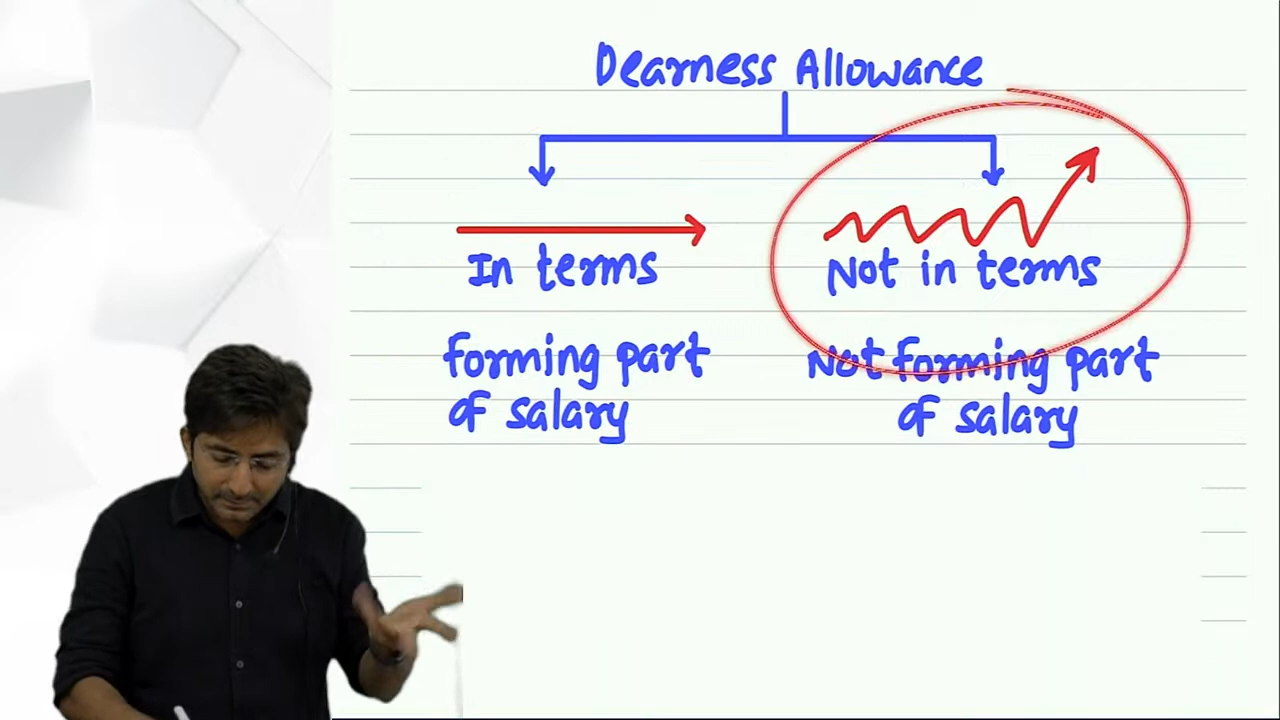 Dearness Allowance
In terms
Not in terms
forming part
of salary
Not forming part
of salary